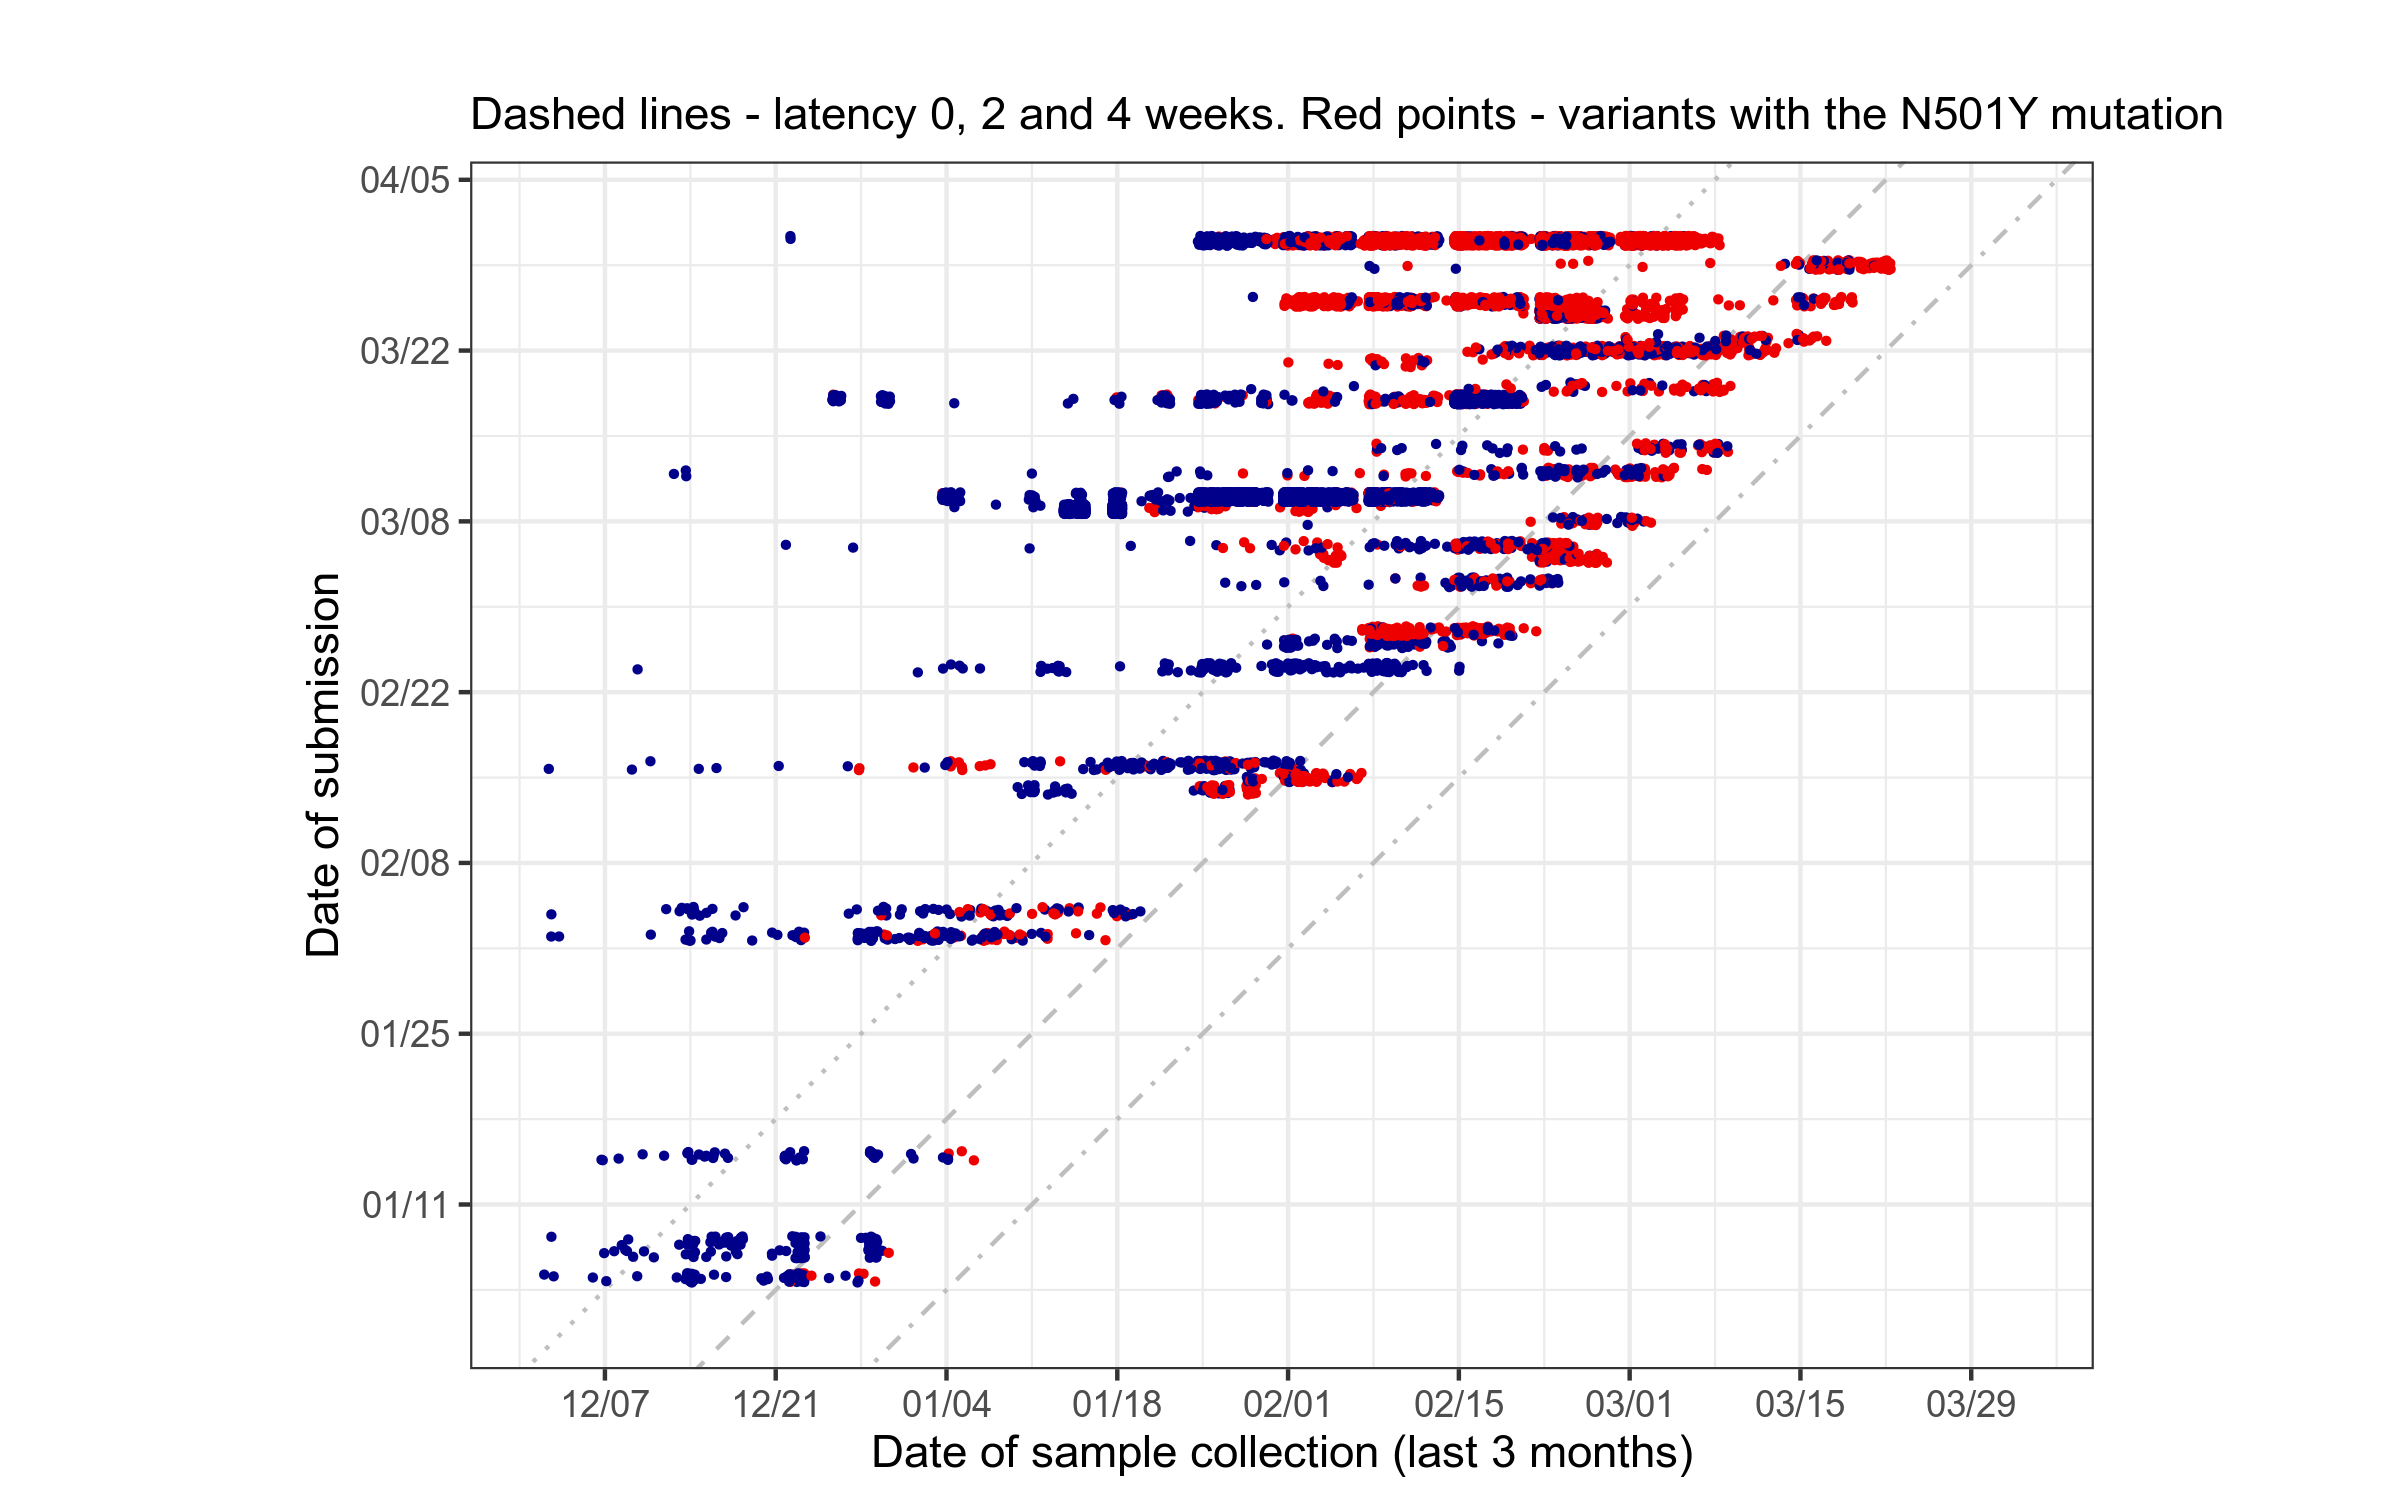 Dashed lines - latency 0, 2 and 4 weeks. Red points - variants with the N501Y mutation
04/05
03/22
03/08
02/22
02/08
01/25
01/11
Date of submission
12/07 12/21 01/04 01/18 02/01 02/15 03/01 03/15 03/29
Date of sample collection (last 3 months)